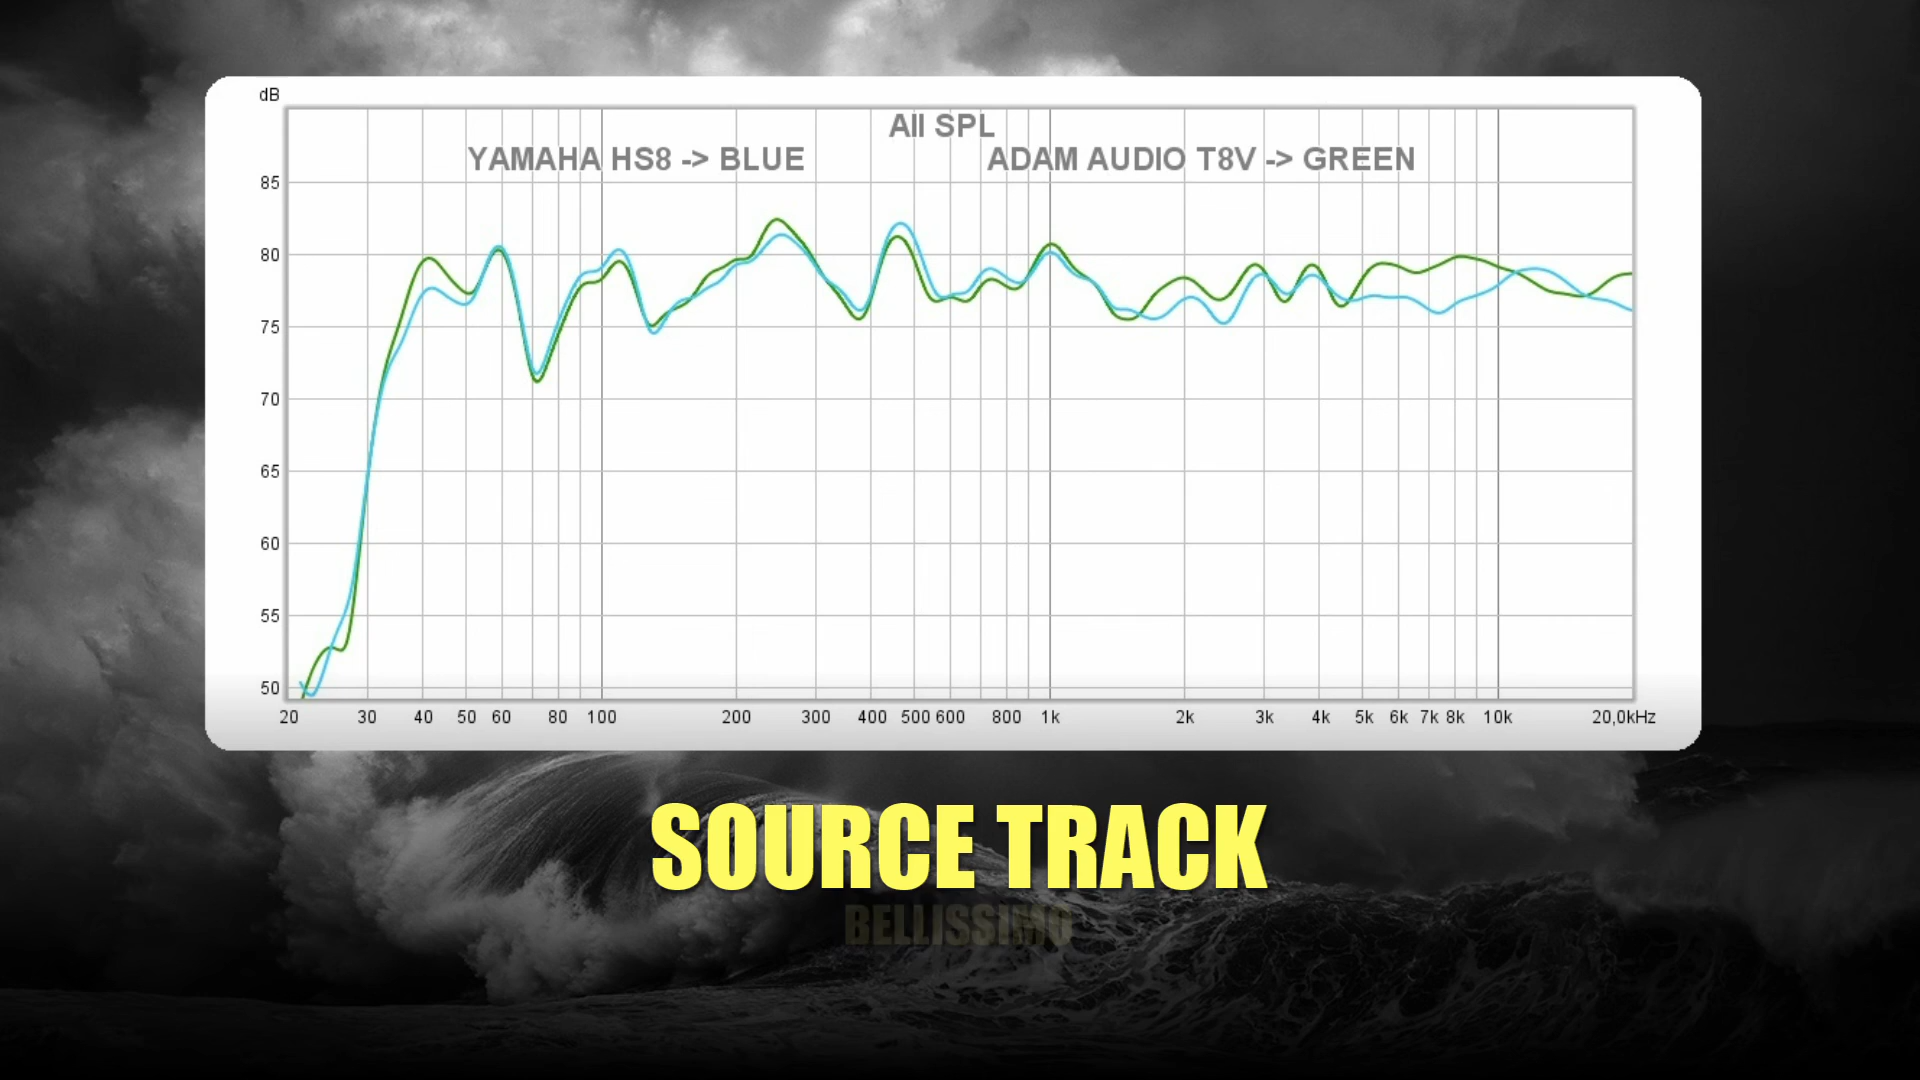 dB
All SPL
YAMAHA HS8 -> BLUE ADAM AUDIO T8V -> GREEN
85
80
75
70
65
60
55
50
20 30 40 50 60 80 100 200 300 400 500 600 800 1k 2k 3k 4k 5k 6k 7k 8k 10k 20,0kHz
SOURCE TRACK
BELLISSIMO